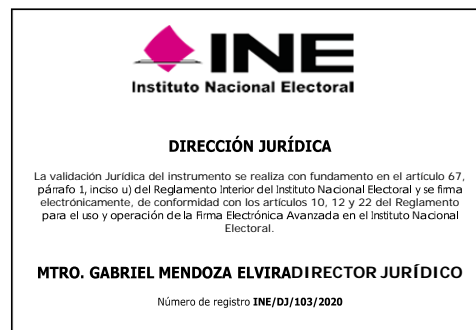 INE
Instituto Nacional Electoral
DIRECCIÓN JURÍDICA
La validación Jurídica del instrumento se realiza con fundamento en el artículo 67,
párrafo 1, inciso u) del Reglamento Interior del Instituto Nacional Electoral y se firma
electrónicamente, de conformidad con los artículos 10, 12 y 22 del Reglamento
para el uso y operación de la Firma Electrónica Avanzada en el Instituto Nacional
Electoral.
MTRO. GABRIEL MENDOZA ELVIRADIRECTOR JURÍDICO
Número de registro INE/DJ/103/2020